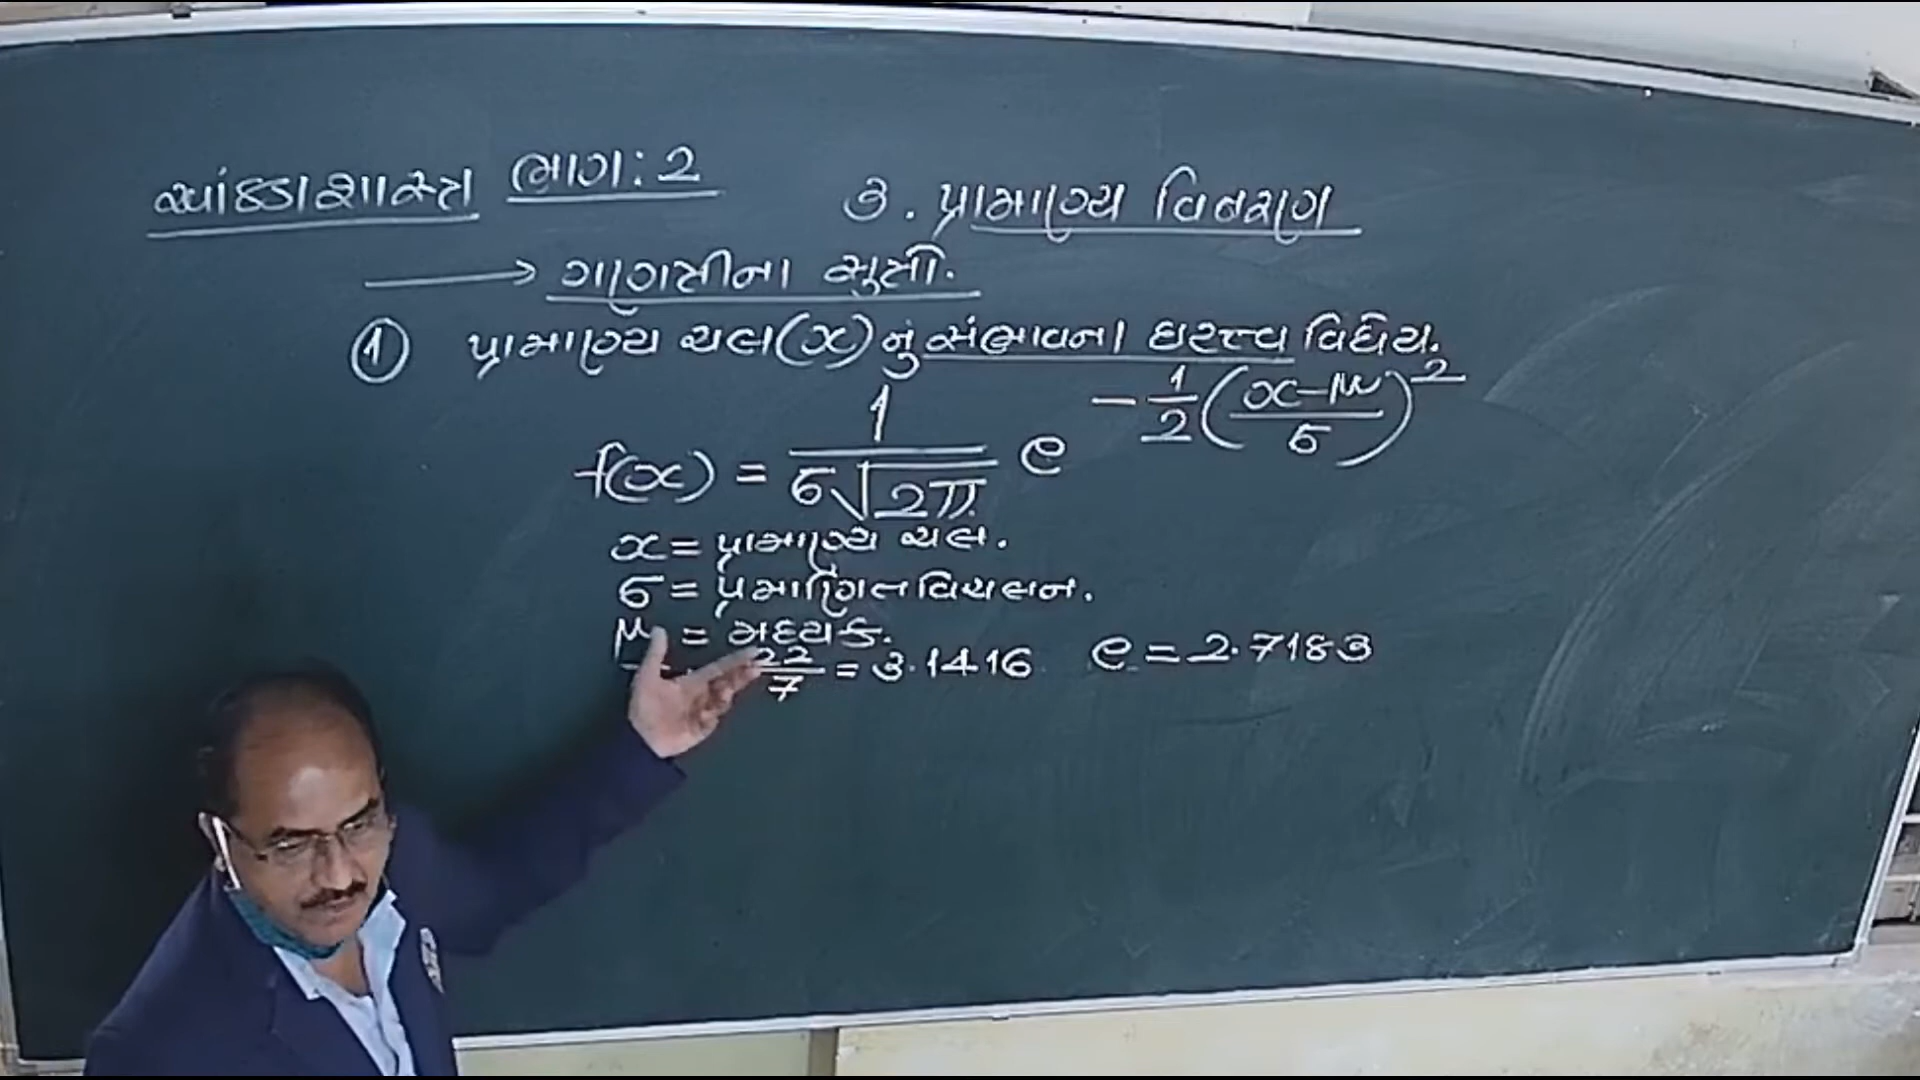 આંકડાશાસ્ત્ર ભાગ:2
3. પ્રામાણ્ય વિતરણ
→ ગણતરીના સૂત્રો.
① પ્રામાણ્ય ચલ(x)નું સંભાવના ઘટત્વ વિધેય.
f(x) = 1/(σ√2π) e^(-1/2((x-μ)/σ)^2)
x = પ્રામાણ્ય ચલ.
σ = પ્રમાણિત વિચલન.
μ = મધ્યક.
22/7 = 3.1416 e = 2.7183